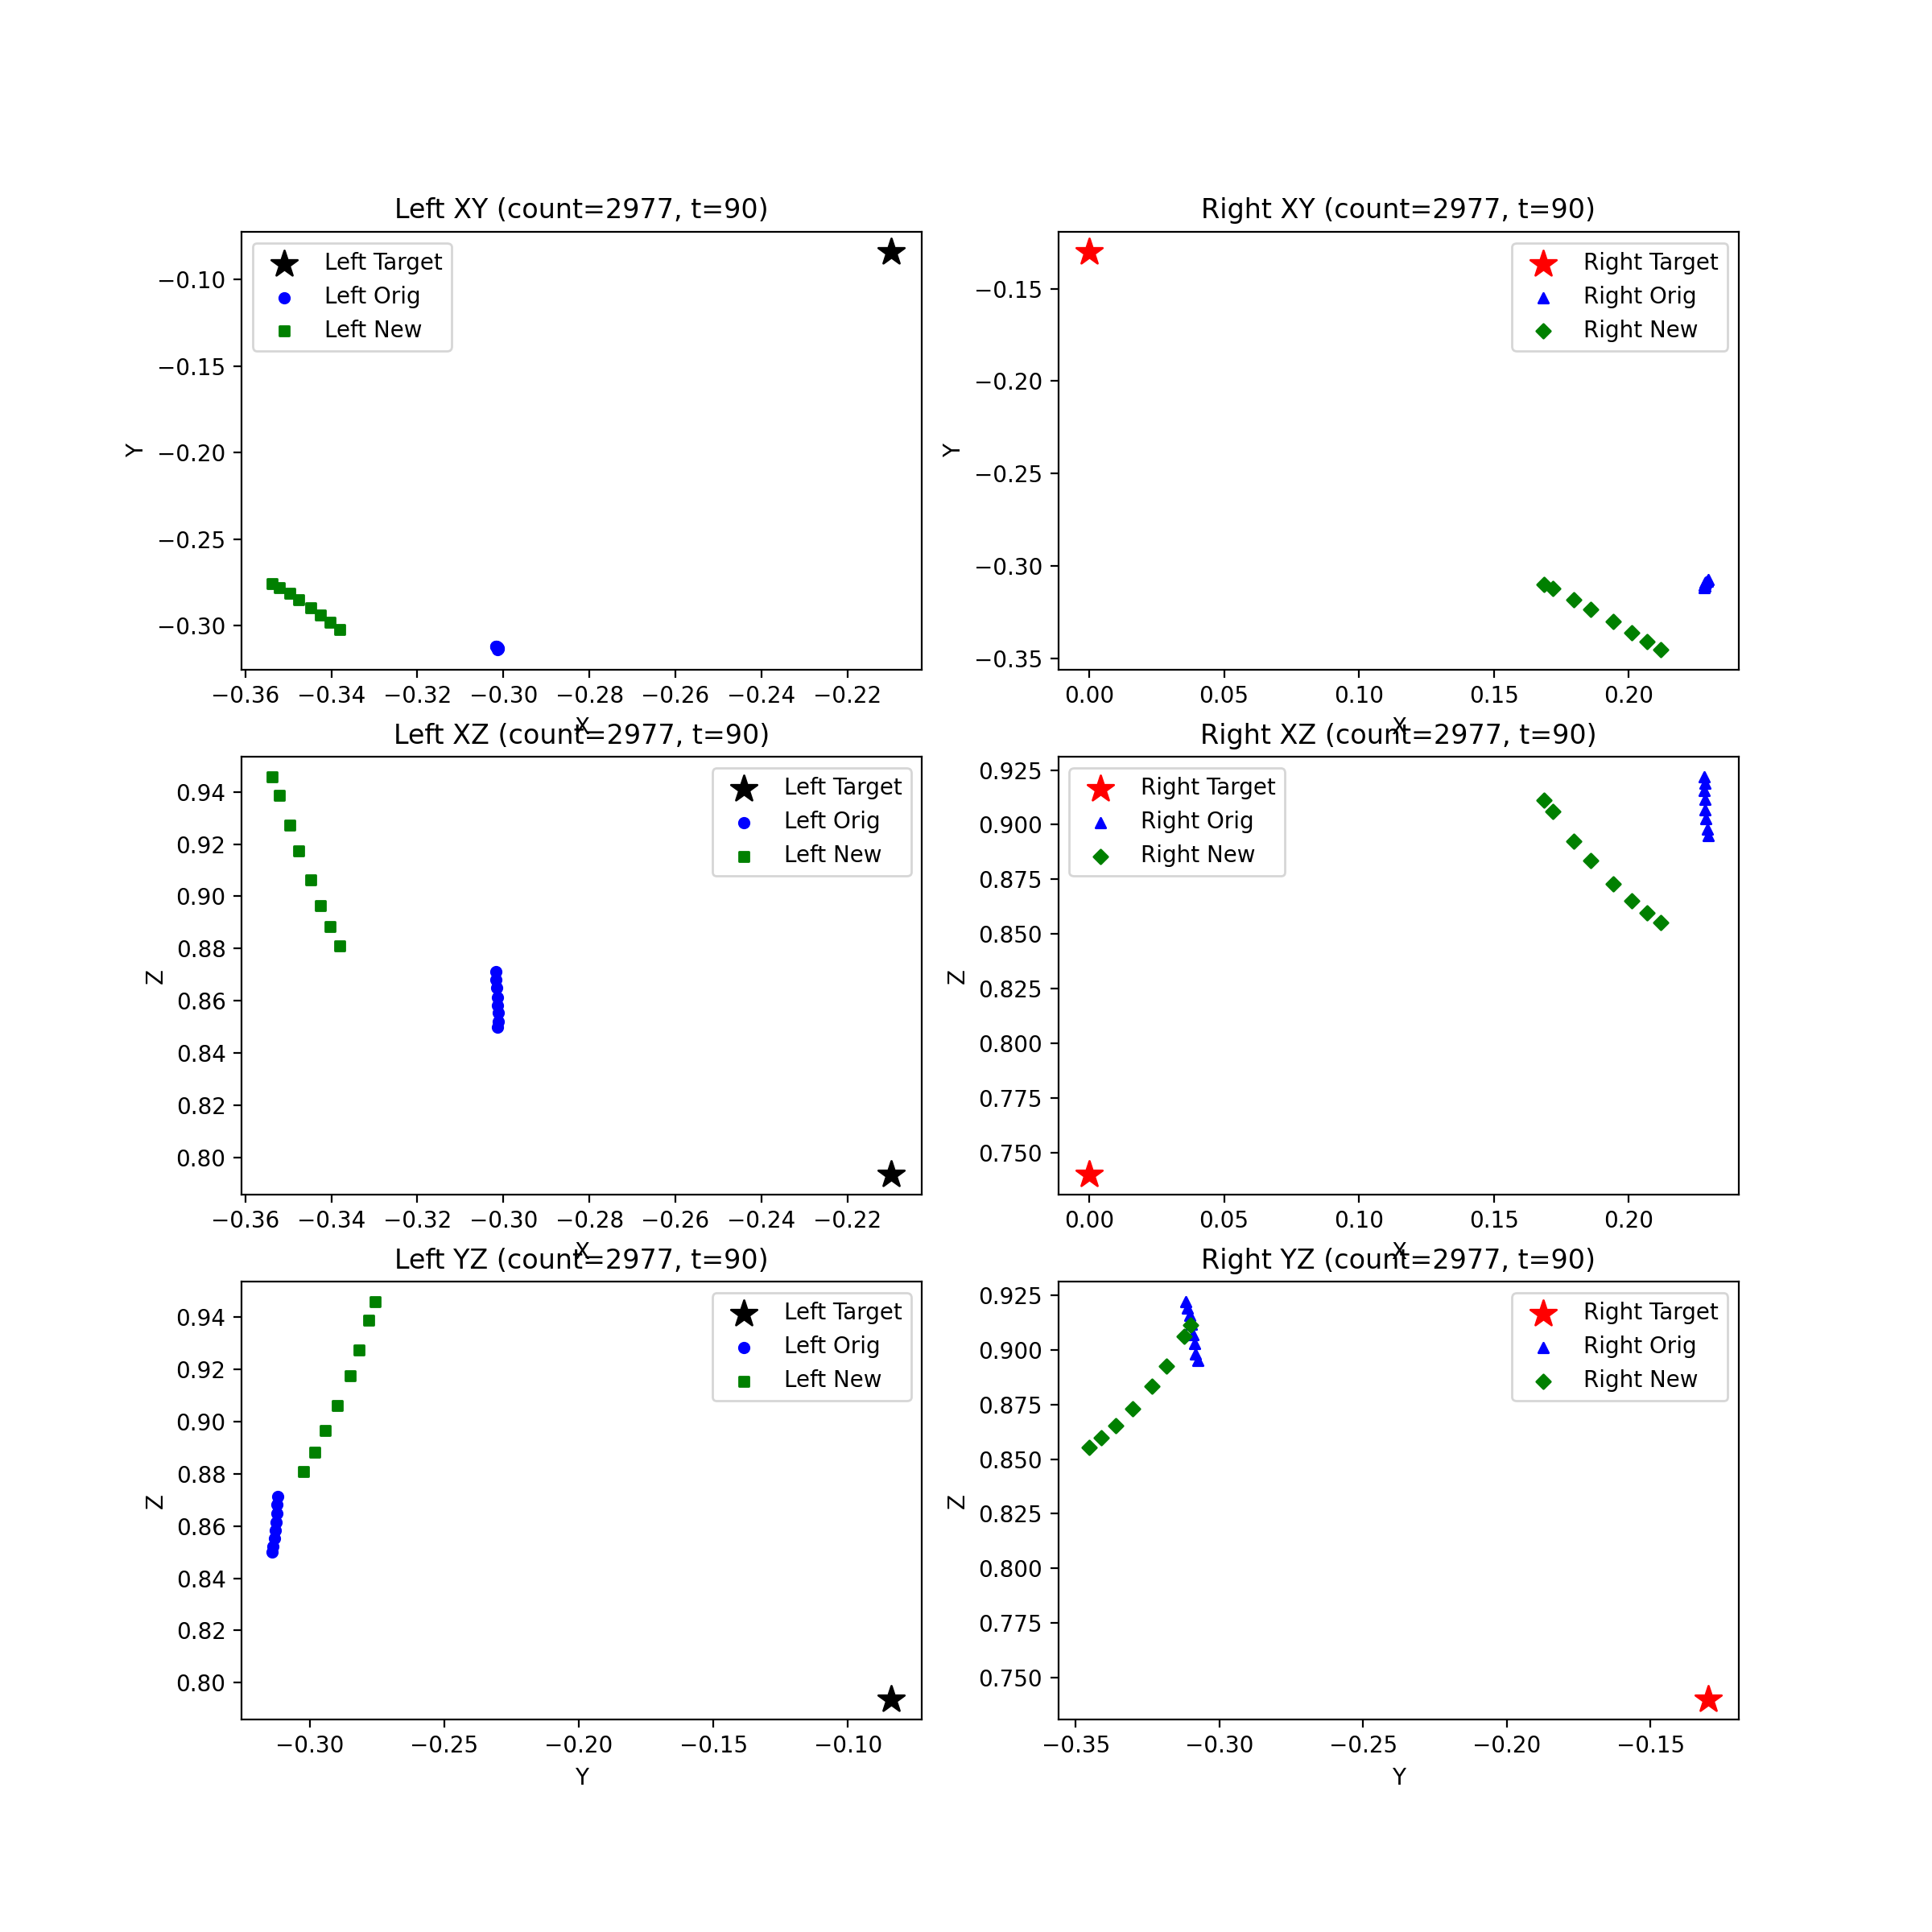 Left XY (count=2977, t=90)
Left Target
Left Orig
Left New
Y
−0.10
−0.15
−0.20
−0.25
−0.30
−0.36 −0.34 −0.32 −0.30 −0.28 −0.26 −0.24 −0.22
X
Right XY (count=2977, t=90)
Right Target
Right Orig
Right New
Y
−0.15
−0.20
−0.25
−0.30
−0.35
0.00 0.05 0.10 0.15 0.20
X
Left XZ (count=2977, t=90)
Left Target
Left Orig
Left New
Z
0.94
0.92
0.90
0.88
0.86
0.84
0.82
0.80
−0.36 −0.34 −0.32 −0.30 −0.28 −0.26 −0.24 −0.22
X
Right XZ (count=2977, t=90)
Right Target
Right Orig
Right New
Z
0.925
0.900
0.875
0.850
0.825
0.800
0.775
0.750
0.00 0.05 0.10 0.15 0.20
X
Left YZ (count=2977, t=90)
Left Target
Left Orig
Left New
Z
0.94
0.92
0.90
0.88
0.86
0.84
0.82
0.80
−0.30 −0.25 −0.20 −0.15 −0.10
Y
Right YZ (count=2977, t=90)
Right Target
Right Orig
Right New
Z
0.925
0.900
0.875
0.850
0.825
0.800
0.775
0.750
−0.35 −0.30 −0.25 −0.20 −0.15
Y